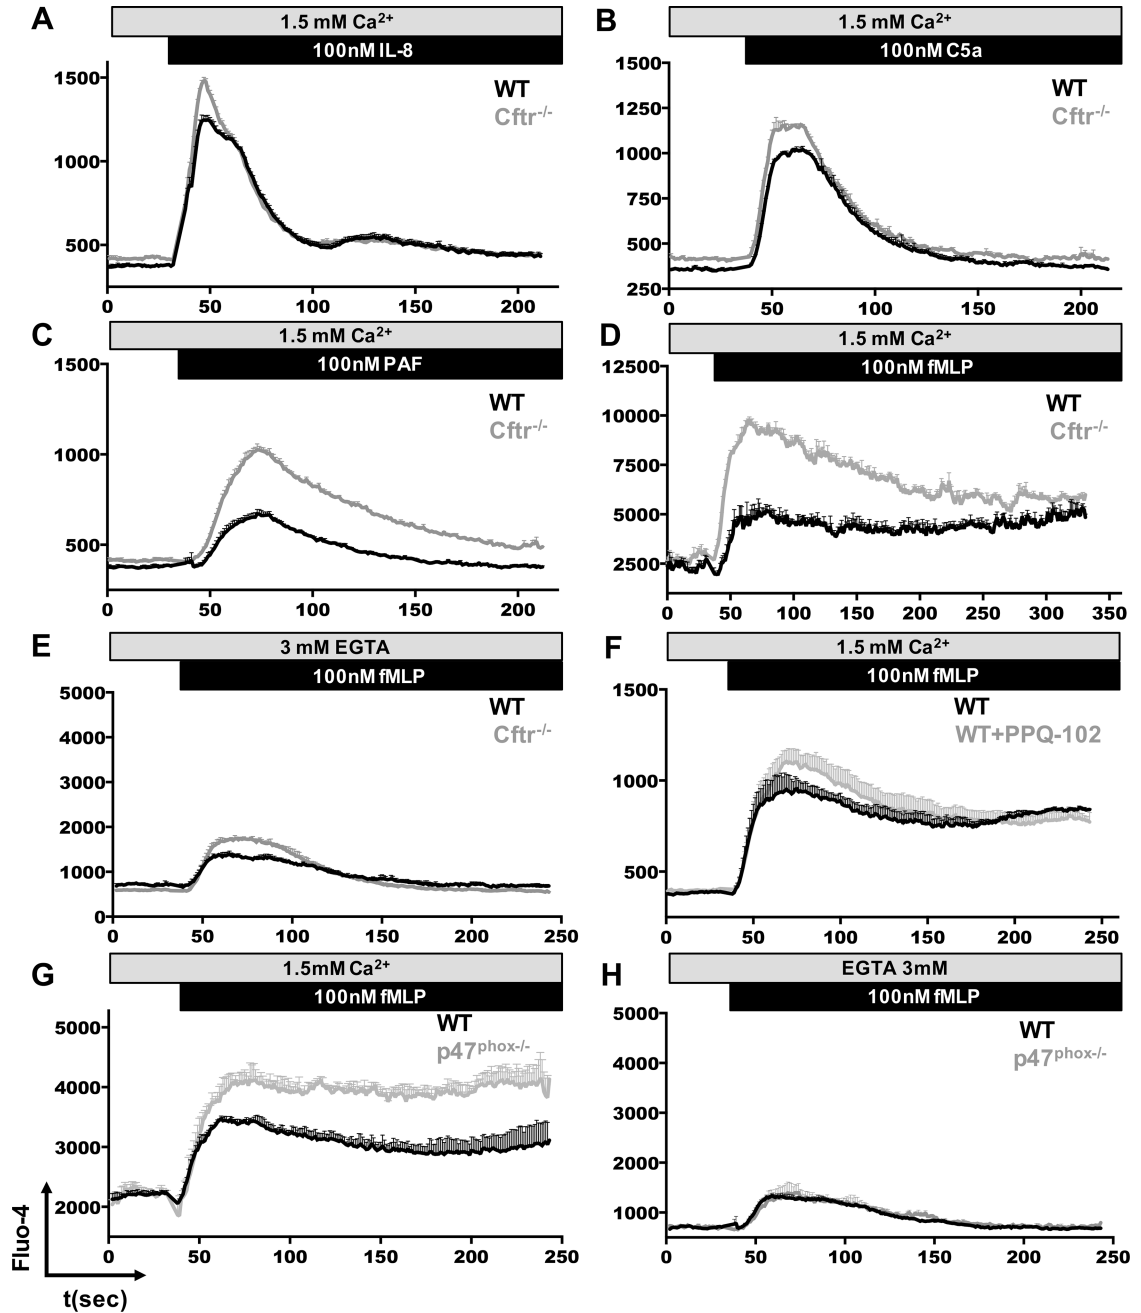 A
1.5 mM Ca²⁺
100nM IL-8
WT
Cftr⁻/⁻
1500
1000
500
0 50 100 150 200
B
1.5 mM Ca²⁺
100nM C5a
WT
Cftr⁻/⁻
1500
1250
1000
750
500
250
0 50 100 150 200
C
1.5 mM Ca²⁺
100nM PAF
WT
Cftr⁻/⁻
1500
1000
500
0 50 100 150 200
D
1.5 mM Ca²⁺
100nM fMLP
WT
Cftr⁻/⁻
12500
10000
7500
5000
2500
0 50 100 150 200 250 300 350
E
3 mM EGTA
100nM fMLP
WT
Cftr⁻/⁻
5000
4000
3000
2000
1000
0
0 50 100 150 200 250
F
1.5 mM Ca²⁺
100nM fMLP
WT
WT+PPQ-102
1500
1000
500
0 50 100 150 200 250
G
1.5mM Ca²⁺
100nM fMLP
WT
p47phox-/-
5000
4000
3000
2000
0 50 100 150 200 250
Fluo-4
t(sec)
H
EGTA 3mM
100nM fMLP
WT
p47phox-/-
5000
4000
3000
2000
1000
0 50 100 150 200 250